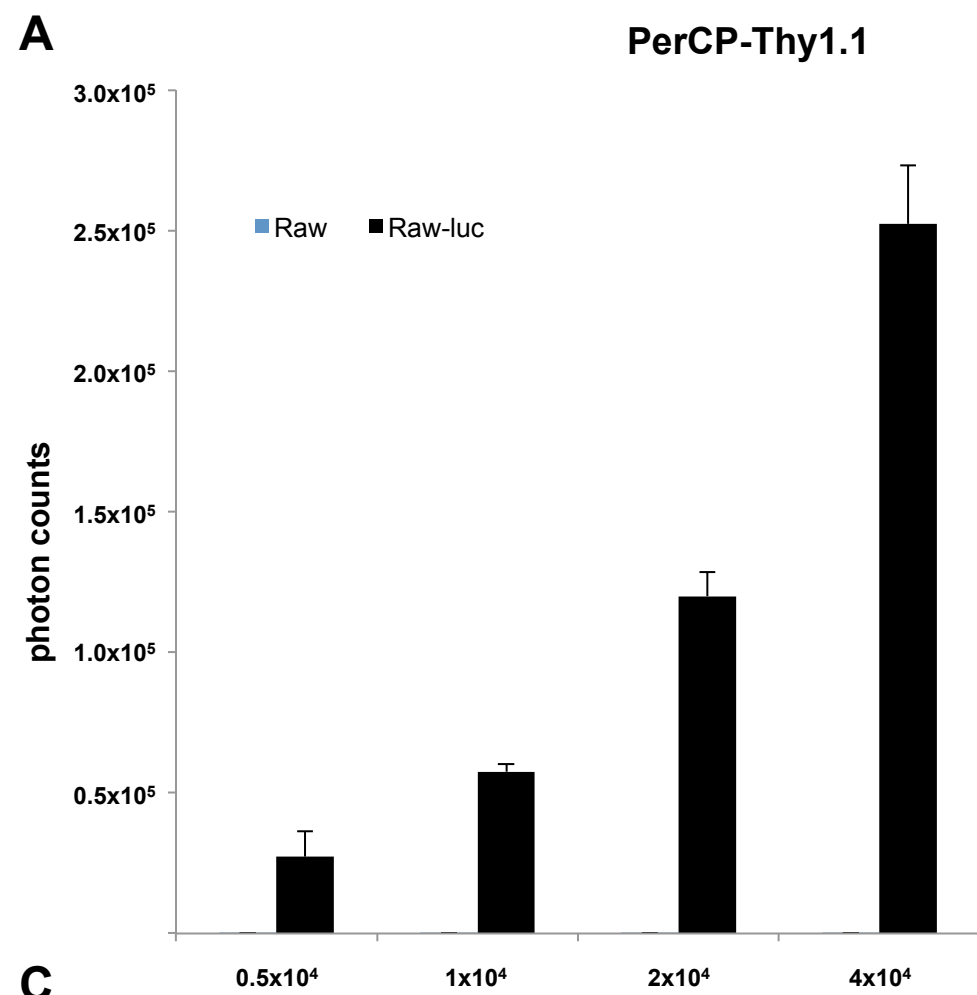 A
PerCP-Thy1.1
3.0x10⁵
Raw Raw-luc
2.5x10⁵
2.0x10⁵
1.5x10⁵
1.0x10⁵
0.5x10⁵
photon counts
0.5x10⁴ 1x10⁴ 2x10⁴ 4x10⁴
C